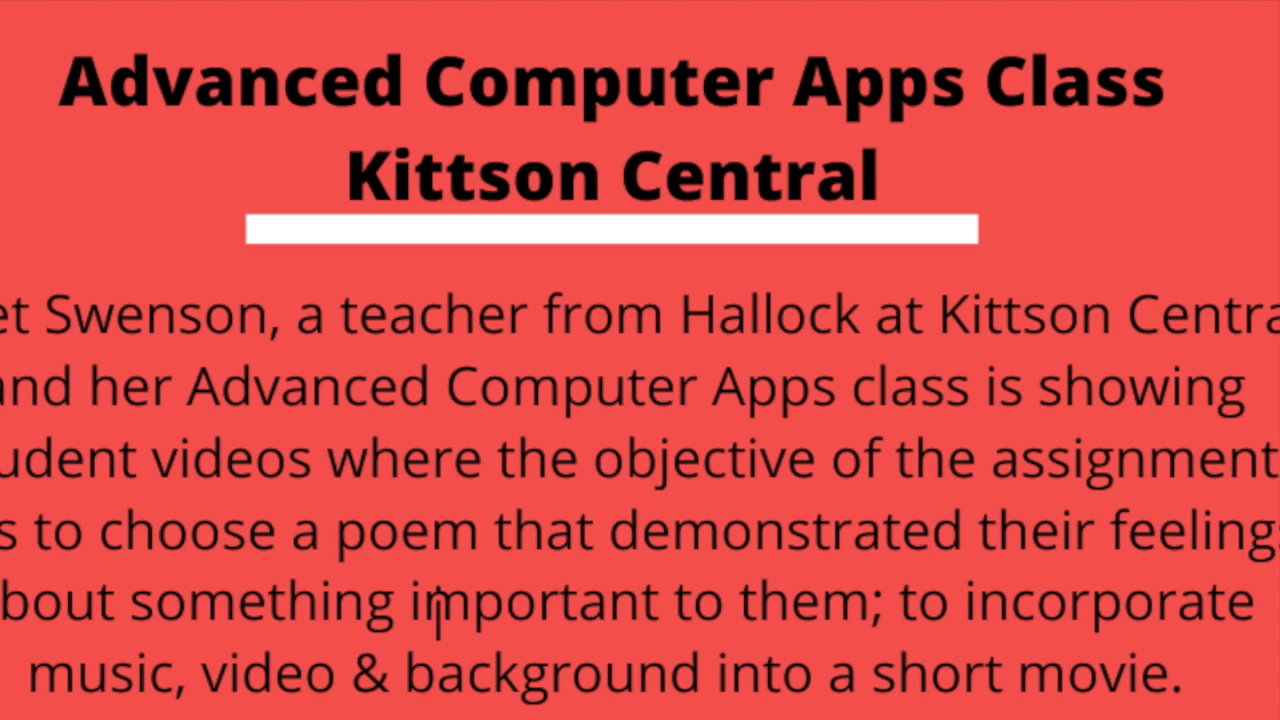 Advanced Computer Apps Class
Kittson Central
et Swenson, a teacher from Hallock at Kittson Centra
and her Advanced Computer Apps class is showing
udent videos where the objective of the assignment
s to choose a poem that demonstrated their feelings
bout something important to them; to incorporate
music, video & background into a short movie.